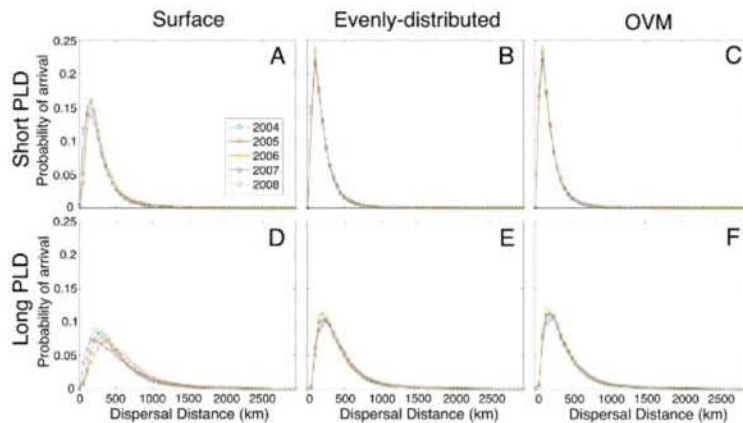 Surface
Evenly-distributed
OVM
Short PLD
Probability of arrival
0.25
0.2
0.15
0.1
0.05
0
A
2004
2005
2006
2007
2008
B
C
Long PLD
Probability of arrival
0.25
0.2
0.15
0.1
0.05
0
D
E
F
0 500 1000 1500 2000 2500
0 500 1000 1500 2000 2500
0 500 1000 1500 2000 2500
Dispersal Distance (km)
Dispersal Distance (km)
Dispersal Distance (km)